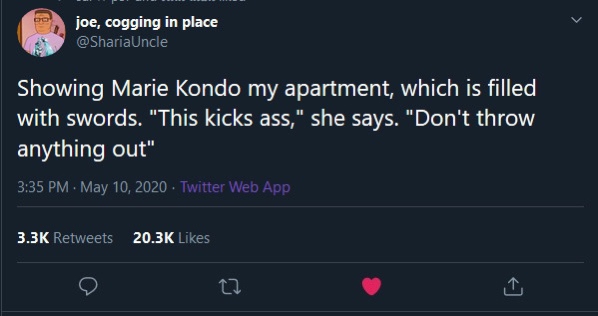 joe, cogging in place
@ShariaUncle
Showing Marie Kondo my apartment, which is filled
with swords. "This kicks ass," she says. "Don't throw
anything out"
3:35 PM · May 10, 2020 · Twitter Web App
3.3K Retweets 20.3K Likes